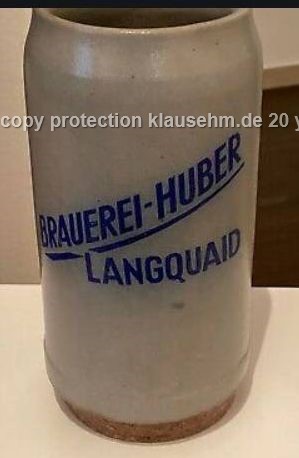 copy protection klausehm.de 20 y
BRAUEREI-HUBER
LANGQUAID